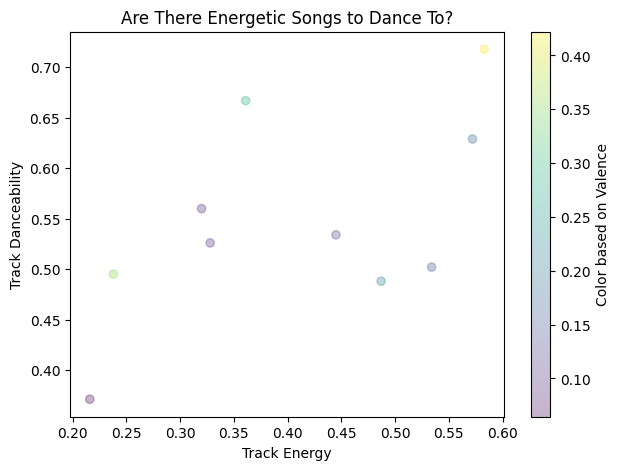 Are There Energetic Songs to Dance To?
0.70
0.65
0.60
0.55
0.50
0.45
0.40
Track Danceability
0.20 0.25 0.30 0.35 0.40 0.45 0.50 0.55 0.60
Track Energy
0.40
0.35
0.30
0.25
0.20
0.15
0.10
Color based on Valence